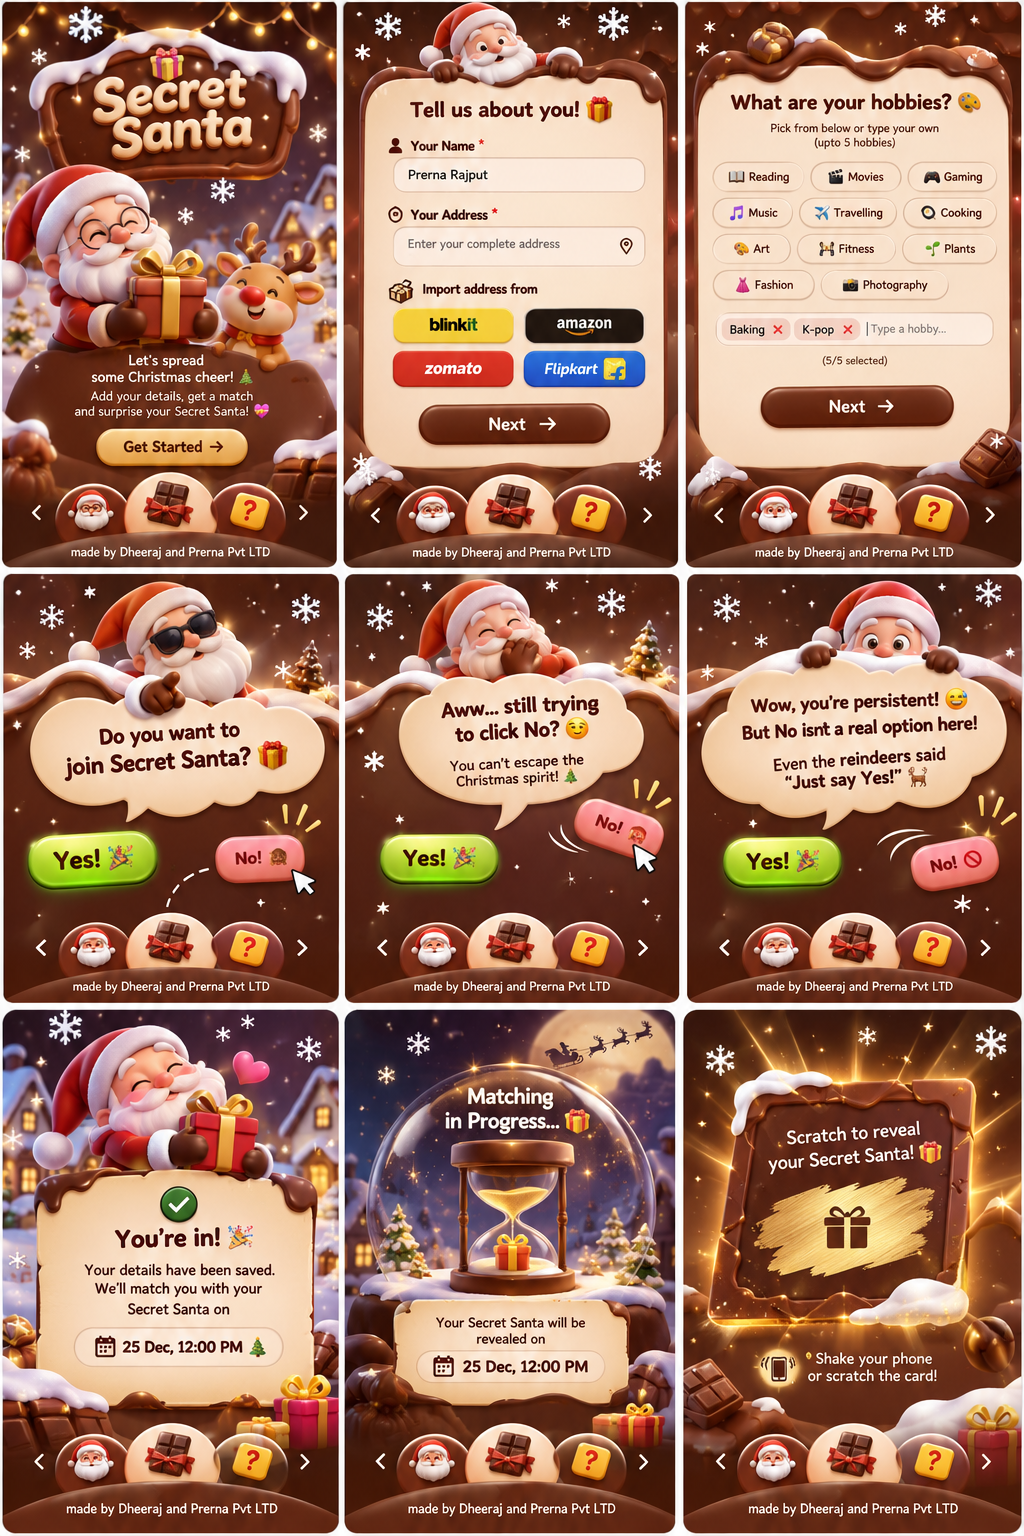 Secret
Santa
Let's spread
some Christmas cheer! 🎄
Add your details, get a match
and surprise your Secret Santa! 💝
Get Started →
made by Dheeraj and Prerna Pvt LTD
Tell us about you! 🎁
Your Name *
Prerna Rajput
Your Address *
Enter your complete address
Import address from
blinkit
amazon
zomato
Flipkart
Next →
made by Dheeraj and Prerna Pvt LTD
What are your hobbies? 🎨
Pick from below or type your own
(upto 5 hobbies)
📖 Reading
🎬 Movies
🎮 Gaming
🎵 Music
✈️ Travelling
🍳 Cooking
🎨 Art
🏋️ Fitness
🌱 Plants
👗 Fashion
📸 Photography
Baking ❌ K-pop ❌ Type a hobby...
(5/5 selected)
Next →
made by Dheeraj and Prerna Pvt LTD
Do you want to
join Secret Santa? 🎁
Yes! 🎉
No! 🙈
made by Dheeraj and Prerna Pvt LTD
Aww... still trying
to click No? 😉
You can't escape the
Christmas spirit! 🎄
Yes! 🎉
No!
made by Dheeraj and Prerna Pvt LTD
Wow, you're persistent! 😅
But No isnt a real option here!
Even the reindeers said
"Just say Yes!" 🦌
Yes! 🎉
No! 🚫
made by Dheeraj and Prerna Pvt LTD
You're in! 🎉
Your details have been saved.
We'll match you with your
Secret Santa on
25 Dec, 12:00 PM 🎄
made by Dheeraj and Prerna Pvt LTD
Matching
in Progress... 🎁
Your Secret Santa will be
revealed on
25 Dec, 12:00 PM
made by Dheeraj and Prerna Pvt LTD
Scratch to reveal
your Secret Santa! 🎁
Shake your phone
or scratch the card!
made by Dheeraj and Prerna Pvt LTD